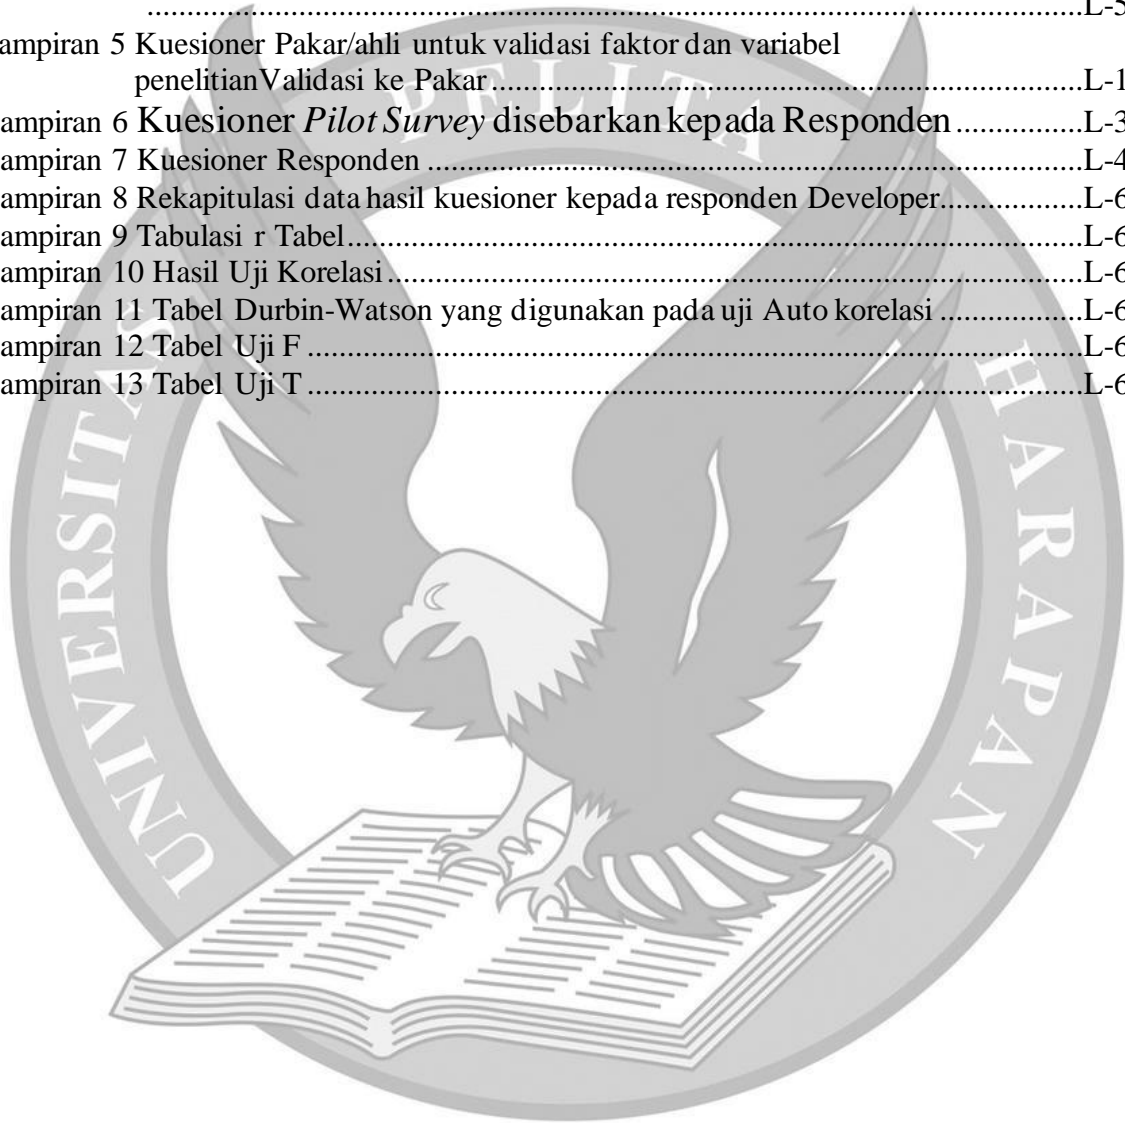 ...............................................................................................................L-5
ampiran 5 Kuesioner Pakar/ahli untuk validasi faktor dan variabel
penelitianValidasi ke Pakar.......................................................................L-1
ampiran 6 Kuesioner Pilot Survey disebarkan kepada Responden...............L-3
ampiran 7 Kuesioner Responden ...............................................................................L-4
ampiran 8 Rekapitulasi data hasil kuesioner kepada responden Developer.................L-6
ampiran 9 Tabulasi r Tabel.........................................................................................L-6
ampiran 10 Hasil Uji Korelasi.....................................................................................L-6
ampiran 11 Tabel Durbin-Watson yang digunakan pada uji Auto korelasi .................L-6
ampiran 12 Tabel Uji F ..............................................................................................L-6
ampiran 13 Tabel Uji T ..............................................................................................L-6
UNIVERSITAS PELITA HARAPAN